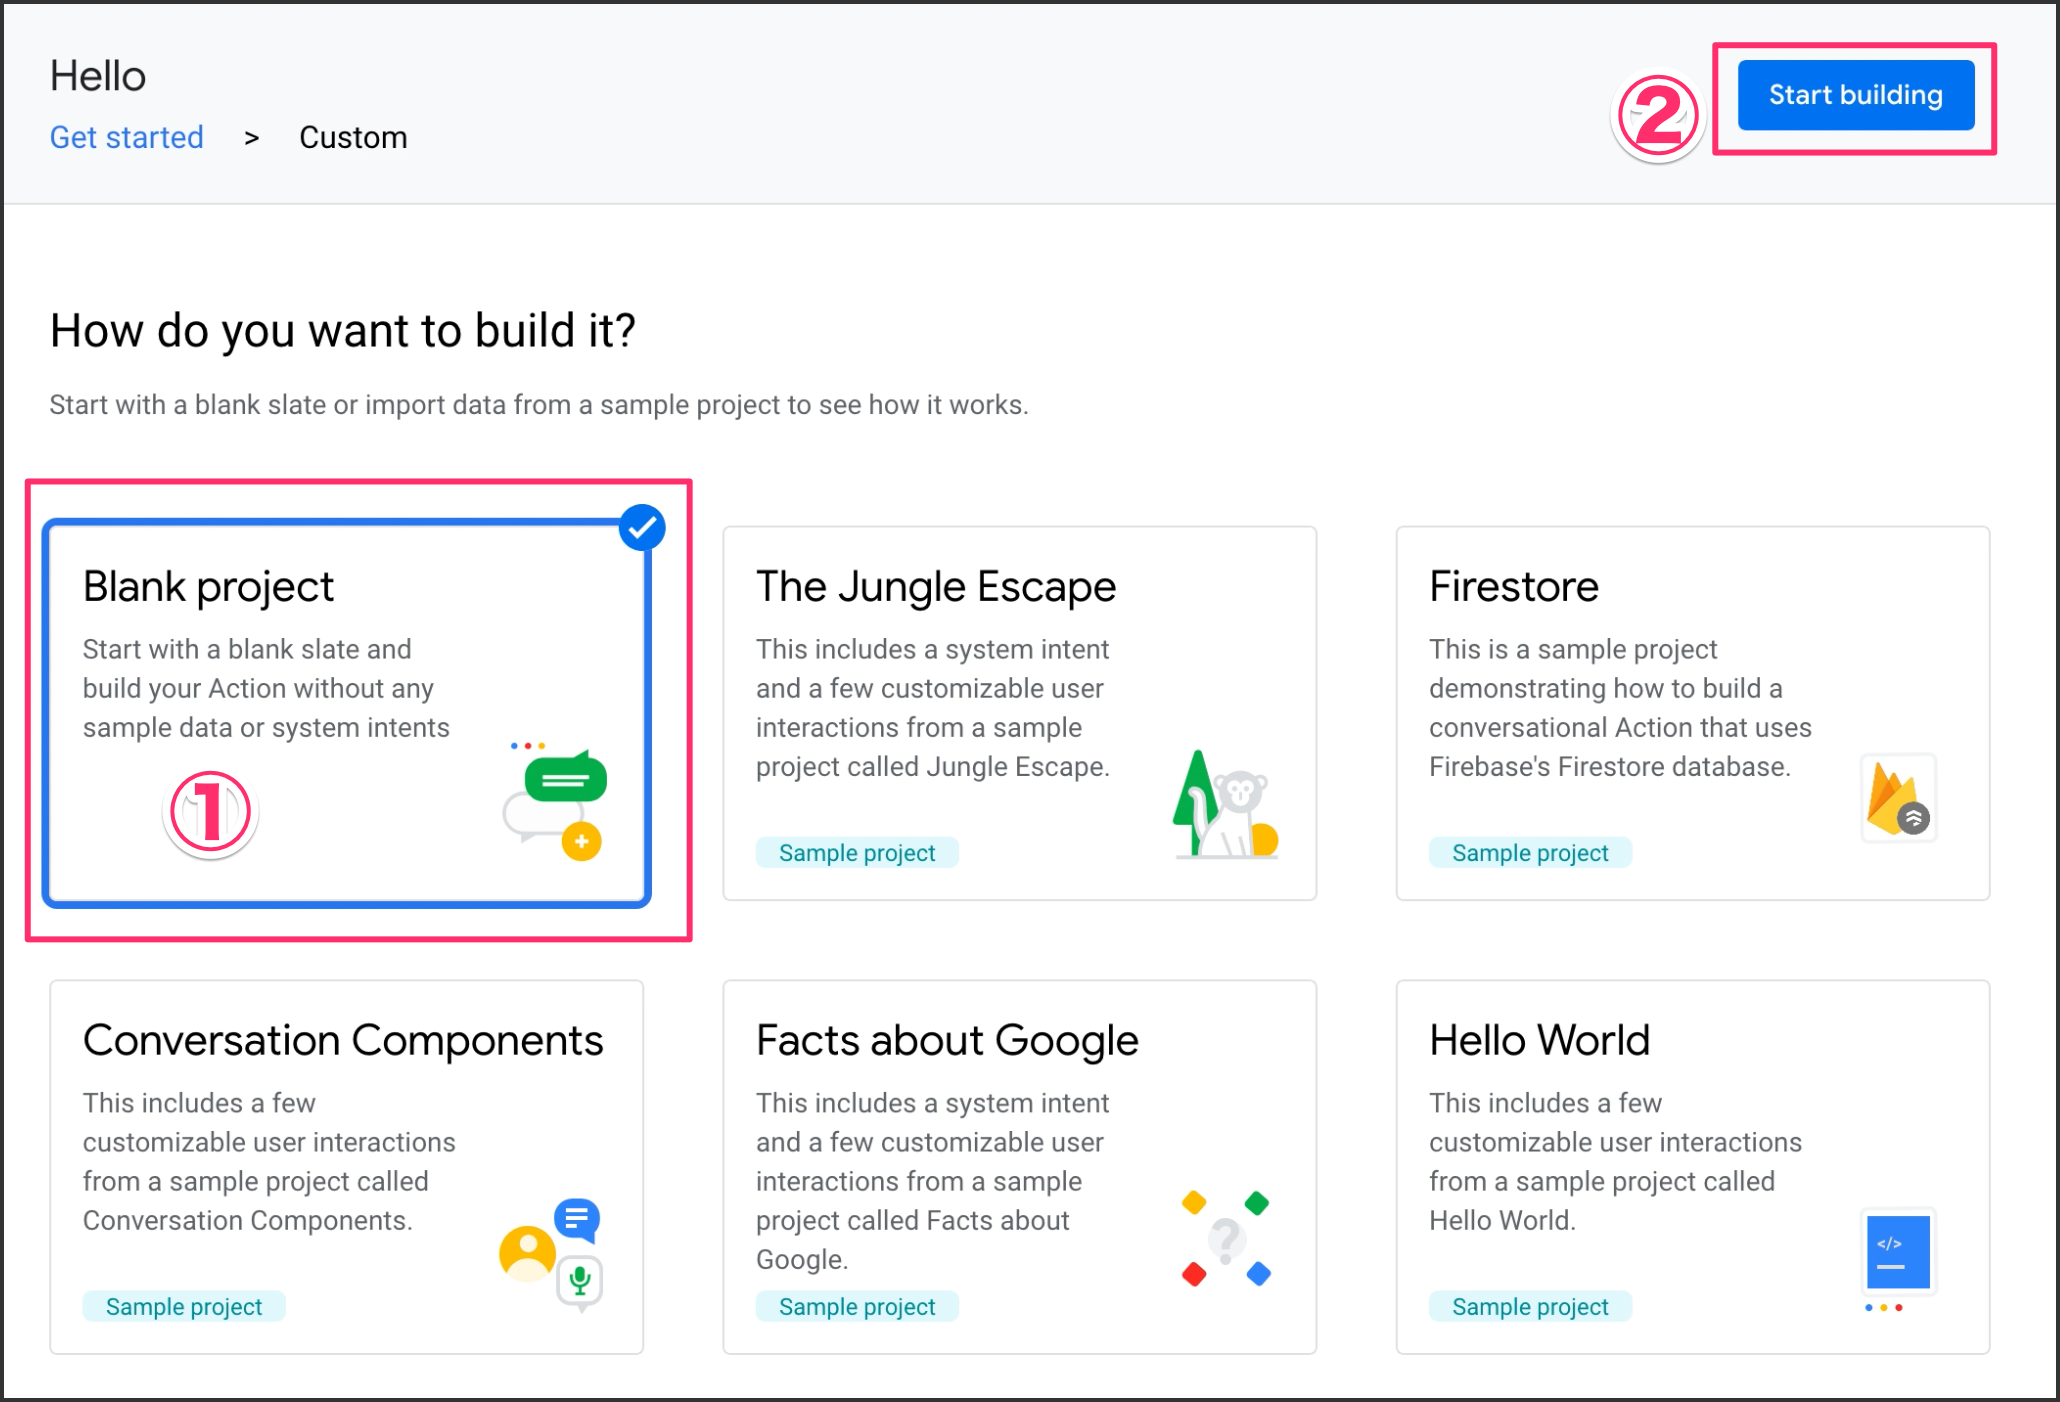 Hello
Get started > Custom
② Start building
How do you want to build it?
Start with a blank slate or import data from a sample project to see how it works.
Blank project
Start with a blank slate and
build your Action without any
sample data or system intents
①
The Jungle Escape
This includes a system intent
and a few customizable user
interactions from a sample
project called Jungle Escape.
Sample project
Firestore
This is a sample project
demonstrating how to build a
conversational Action that uses
Firebase's Firestore database.
Sample project
Conversation Components
This includes a few
customizable user interactions
from a sample project called
Conversation Components.
Sample project
Facts about Google
This includes a system intent
and a few customizable user
interactions from a sample
project called Facts about
Google.
Sample project
Hello World
This includes a few
customizable user interactions
from a sample project called
Hello World.
</>
Sample project